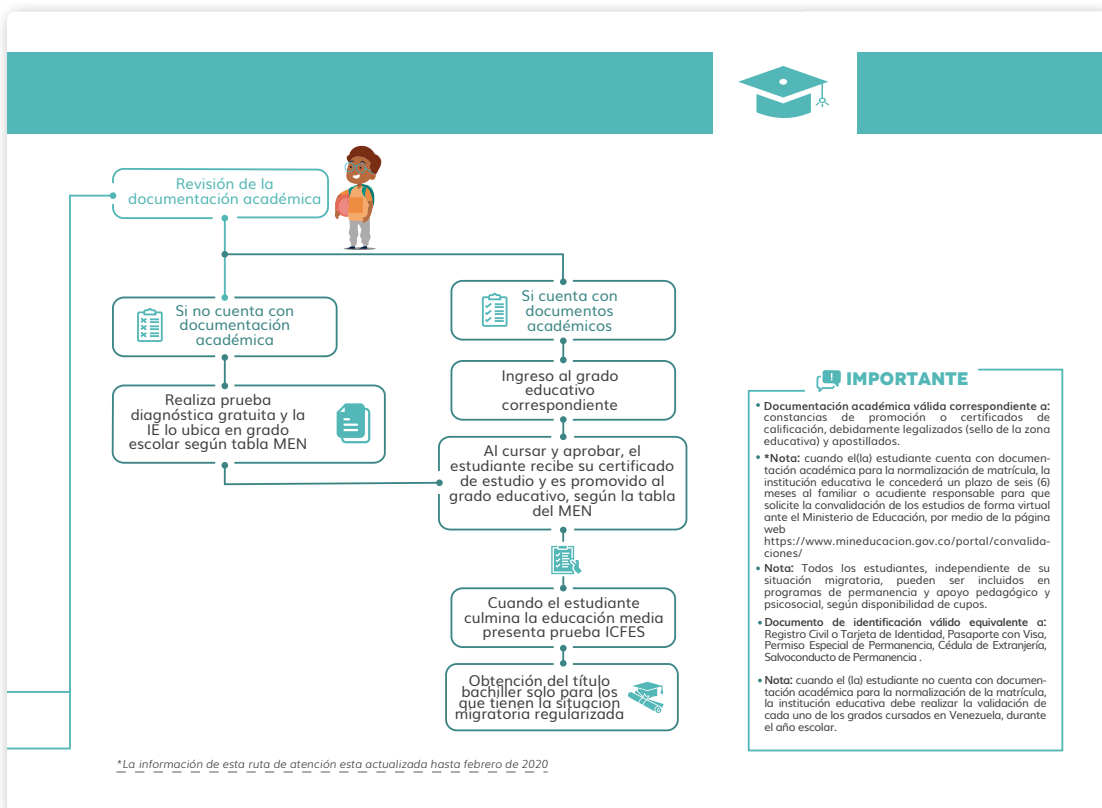 Revisión de la
documentación académica
Si no cuenta con
documentación
académica
Realiza prueba
diagnóstica gratuita y la
IE lo ubica en grado
escolar según tabla MEN
Si cuenta con
documentos
académicos
Ingreso al grado
educativo
correspondiente
Al cursar y aprobar, el
estudiante recibe su certificado
de estudio y es promovido al
grado educativo, según la tabla
del MEN
Cuando el estudiante
culmina la educación media
presenta prueba ICFES
Obtención del título
bachiller solo para los
que tienen la situacion
migratoria regularizada
! IMPORTANTE
• Documentación académica válida correspondiente a:
constancias de promoción o certificados de
calificación, debidamente legalizados (sello de la zona
educativa) y apostillados.
• *Nota: cuando el(la) estudiante cuenta con documen-
tación académica para la normalización de matrícula, la
institución educativa le concederá un plazo de seis (6)
meses al familiar o acudiente responsable para que
solicite la convalidación de los estudios de forma virtual
ante el Ministerio de Educación, por medio de la página
web
https://www.mineducacion.gov.co/portal/convalida-
ciones/
• Nota: Todos los estudiantes, independiente de su
situación migratoria, pueden ser incluidos en
programas de permanencia y apoyo pedagógico y
psicosocial, según disponibilidad de cupos.
• Documento de identificación válido equivalente a:
Registro Civil o Tarjeta de Identidad, Pasaporte con Visa,
Permiso Especial de Permanencia, Cédula de Extranjería,
Salvoconducto de Permanencia .
• Nota: cuando el (la) estudiante no cuenta con documen-
tación académica para la normalización de la matrícula,
la institución educativa debe realizar la validación de
cada uno de los grados cursados en Venezuela, durante
el año escolar.
*La información de esta ruta de atención esta actualizada hasta febrero de 2020